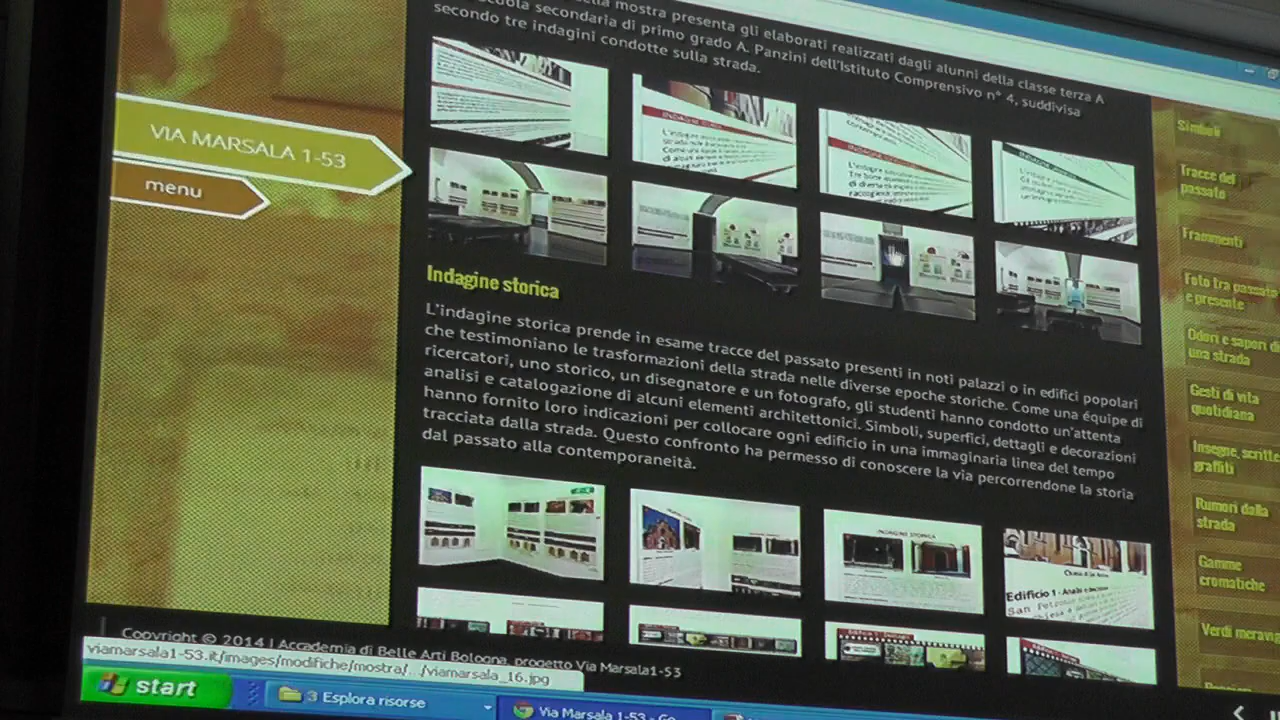 della mostra presenta gli elaborati realizzati dagli alunni della classe terza A
scuola secondaria di primo grado A. Panzini dell'Istituto Comprensivo n° 4, suddivisa
secondo tre indagini condotte sulla strada.
VIA MARSALA 1-53
menu
Indagine storica
L'indagine storica prende in esame tracce del passato presenti in noti palazzi o in edifici popolari
che testimoniano le trasformazioni della strada nelle diverse epoche storiche. Come una équipe di
ricercatori, uno storico, un disegnatore e un fotografo, gli studenti hanno condotto un'attenta
analisi e catalogazione di alcuni elementi architettonici. Simboli, superfici, dettagli e decorazioni
hanno fornito loro indicazioni per collocare ogni edificio in una immaginaria linea del tempo
tracciata dalla strada. Questo confronto ha permesso di conoscere la via percorrendone la storia
dal passato alla contemporaneità.
INDAGINE STORICA
Edificio 1 - Analisi
San Petronio
Simboli
Tracce del
passato
Frammenti
Foto tra passato
e presente
Odori e sapori di
una strada
Gesti di vita
quotidiana
Insegne, scritte
graffiti
Rumori dalla
strada
Gamme
cromatiche
Verdi meravig
Copyright © 2014 | Accademia di Belle Arti Bologna, progetto Via Marsala1-53
viamarsala1-53.it/images/modifiche/mostra/.../viamarsala_16.jpg
start
3 Esplora risorse
Via Marsala 1-53 - Go